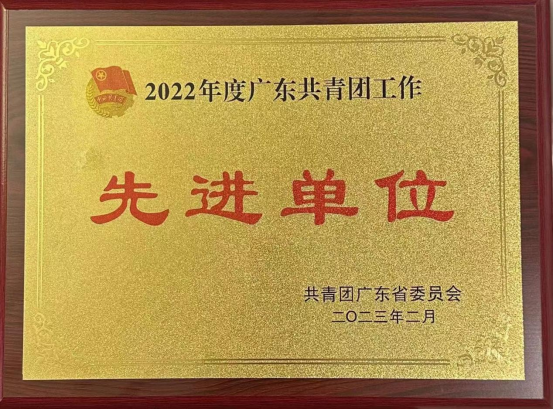 2022年度广东共青团工作
先进单位
共青团广东省委员会
二〇二三年二月